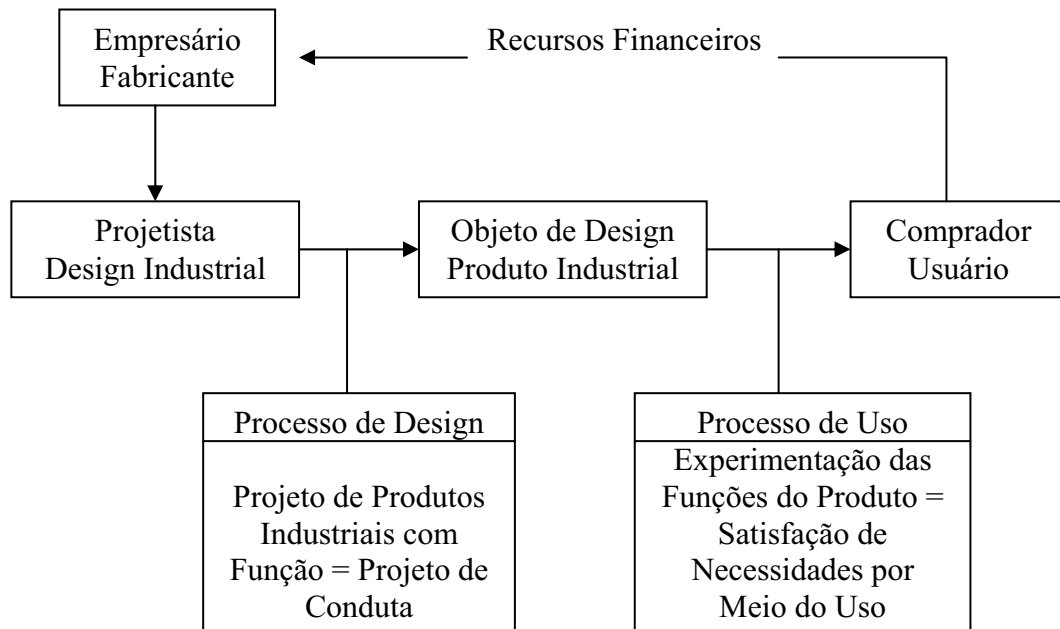 Empresário
Fabricante
Recursos Financeiros
Projetista
Design Industrial
Objeto de Design
Produto Industrial
Comprador
Usuário
Processo de Design
Projeto de Produtos
Industriais com
Função = Projeto de
Conduta
Processo de Uso
Experimentação das
Funções do Produto =
Satisfação de
Necessidades por
Meio do Uso